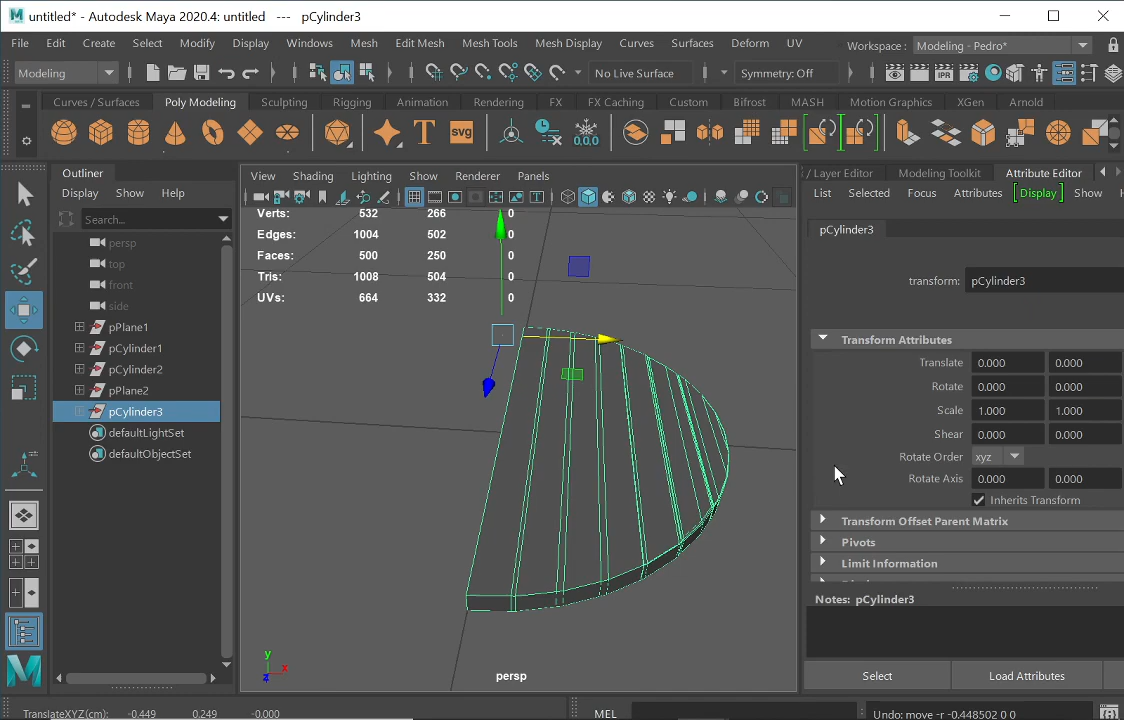 untitled* - Autodesk Maya 2020.4: untitled --- pCylinder3
File Edit Create Select Modify Display Windows Mesh Edit Mesh Mesh Tools Mesh Display Curves Surfaces Deform UV Workspace : Modeling - Pedro*
Modeling No Live Surface Symmetry: Off IPR
Curves / Surfaces Poly Modeling Sculpting Rigging Animation Rendering FX FX Caching Custom Bifrost MASH Motion Graphics XGen Arnold
T SVG 0,0,0
Outliner View Shading Lighting Show Renderer Panels / Layer Editor Modeling Toolkit Attribute Editor
Display Show Help List Selected Focus Attributes Display Show
Search...
Verts: 532 266 0
Edges: 1004 502 0
Faces: 500 250 0
Tris: 1008 504 0
UVs: 664 332 0
persp
top
front
side
pPlane1
pCylinder1
pCylinder2
pPlane2
pCylinder3
defaultLightSet
defaultObjectSet
y
x
z
persp
pCylinder3
transform: pCylinder3
Transform Attributes
Translate 0.000 0.000
Rotate 0.000 0.000
Scale 1.000 1.000
Shear 0.000 0.000
Rotate Order xyz
Rotate Axis 0.000 0.000
Inherits Transform
Transform Offset Parent Matrix
Pivots
Limit Information
Notes: pCylinder3
Select Load Attributes
TranslateXYZ(cm): -0.449 0.249 -0.000 MEL Undo: move -r -0.448502 0 0